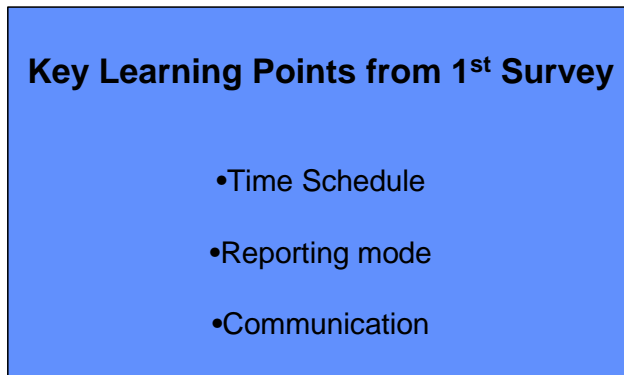 Key Learning Points from 1st Survey
•Time Schedule
•Reporting mode
•Communication